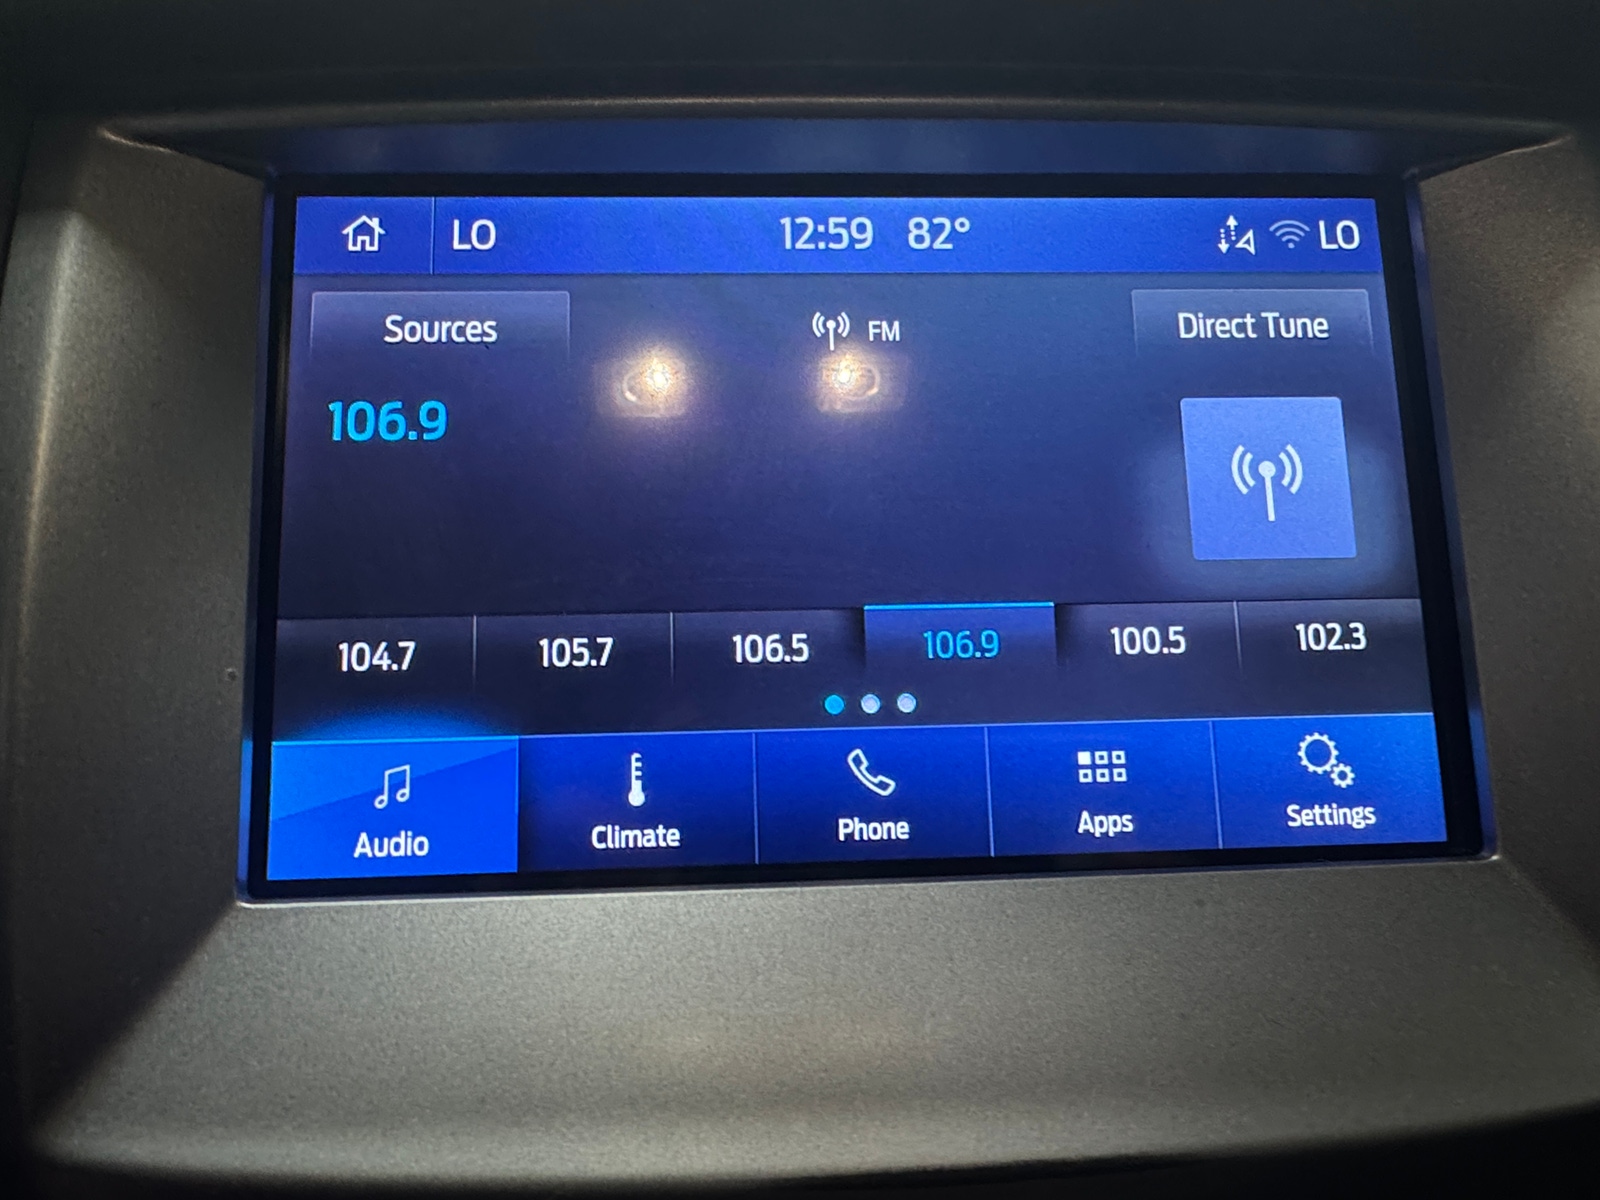 LO 12:59 82° LO
Sources FM Direct Tune
106.9
104.7 105.7 106.5 106.9 100.5 102.3
Audio Climate Phone Apps Settings